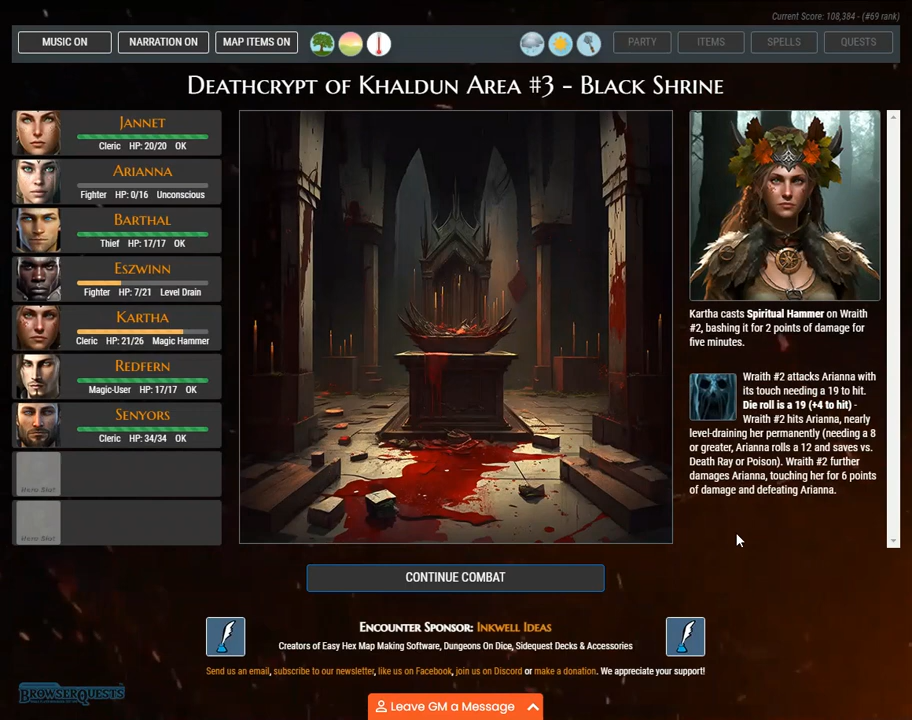 Current Score: 108,384 - (#69 rank)
MUSIC ON
NARRATION ON
MAP ITEMS ON
PARTY
ITEMS
SPELLS
QUESTS
Deathcrypt of Khaldun Area #3 - Black Shrine
Jannet
Cleric HP: 20/20 OK
Arianna
Fighter HP: 0/16 Unconscious
Barthal
Thief HP: 17/17 OK
Eszwinn
Fighter HP: 7/21 Level Drain
Kartha
Cleric HP: 21/26 Magic Hammer
Redfern
Magic-User HP: 17/17 OK
Senyors
Cleric HP: 34/34 OK
Hero Slot
Hero Slot
Kartha casts Spiritual Hammer on Wraith
#2, bashing it for 2 points of damage for
five minutes.
Wraith #2 attacks Arianna with
its touch needing a 19 to hit.
Die roll is a 19 (+4 to hit) -
Wraith #2 hits Arianna, nearly
level-draining her permanently (needing a 8
or greater, Arianna rolls a 12 and saves vs.
Death Ray or Poison). Wraith #2 further
damages Arianna, touching her for 6 points
of damage and defeating Arianna.
CONTINUE COMBAT
Encounter Sponsor: Inkwell Ideas
Creators of Easy Hex Map Making Software, Dungeons On Dice, Sidequest Decks & Accessories
Send us an email, subscribe to our newsletter, like us on Facebook, join us on Discord or make a donation. We appreciate your support!
BrowserQuests
Leave GM a Message